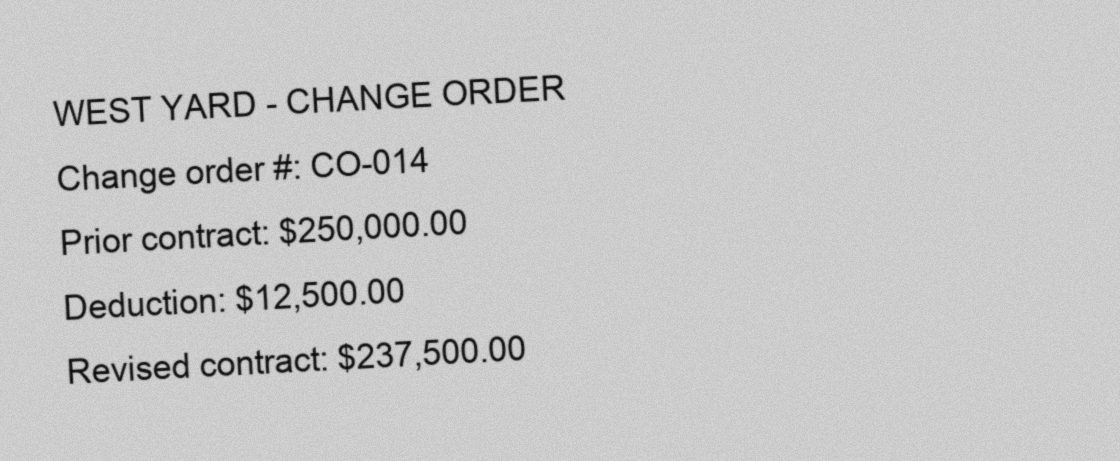 WEST YARD - CHANGE ORDER
Change order #: CO-014
Prior contract: $250,000.00
Deduction: $12,500.00
Revised contract: $237,500.00